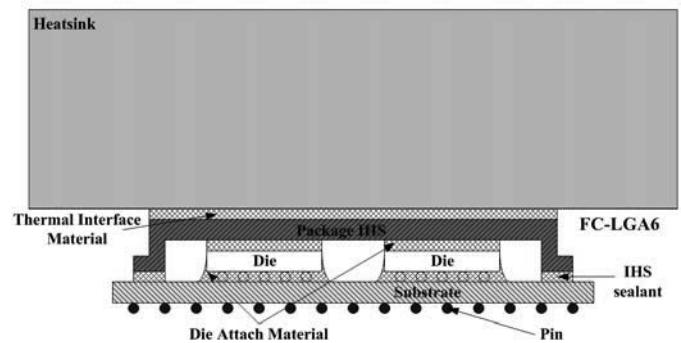 Heatsink
Thermal Interface
Material
Package IHS
FC-LGA6
Die
Die
IHS
sealant
Substrate
Die Attach Material
Pin